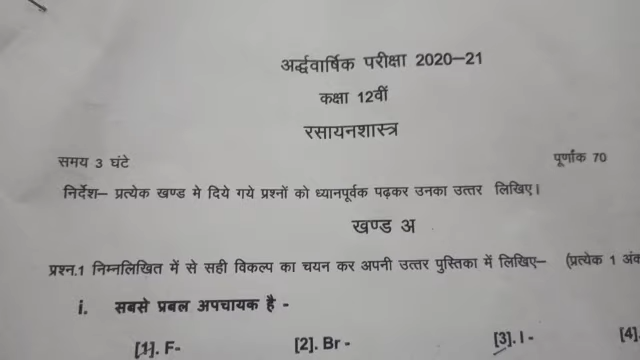 अर्द्धवार्षिक परीक्षा 2020–21
कक्षा 12वीं
रसायनशास्त्र
समय 3 घंटे पूर्णांक 70
निर्देश– प्रत्येक खण्ड मे दिये गये प्रश्नों को ध्यानपूर्वक पढ़कर उनका उत्तर लिखिए।
खण्ड अ
प्रश्न.1 निम्नलिखित में से सही विकल्प का चयन कर अपनी उत्तर पुस्तिका में लिखिए– (प्रत्येक 1 अंक
i. सबसे प्रबल अपचायक है -
[1]. F- [2]. Br - [3]. I - [4].